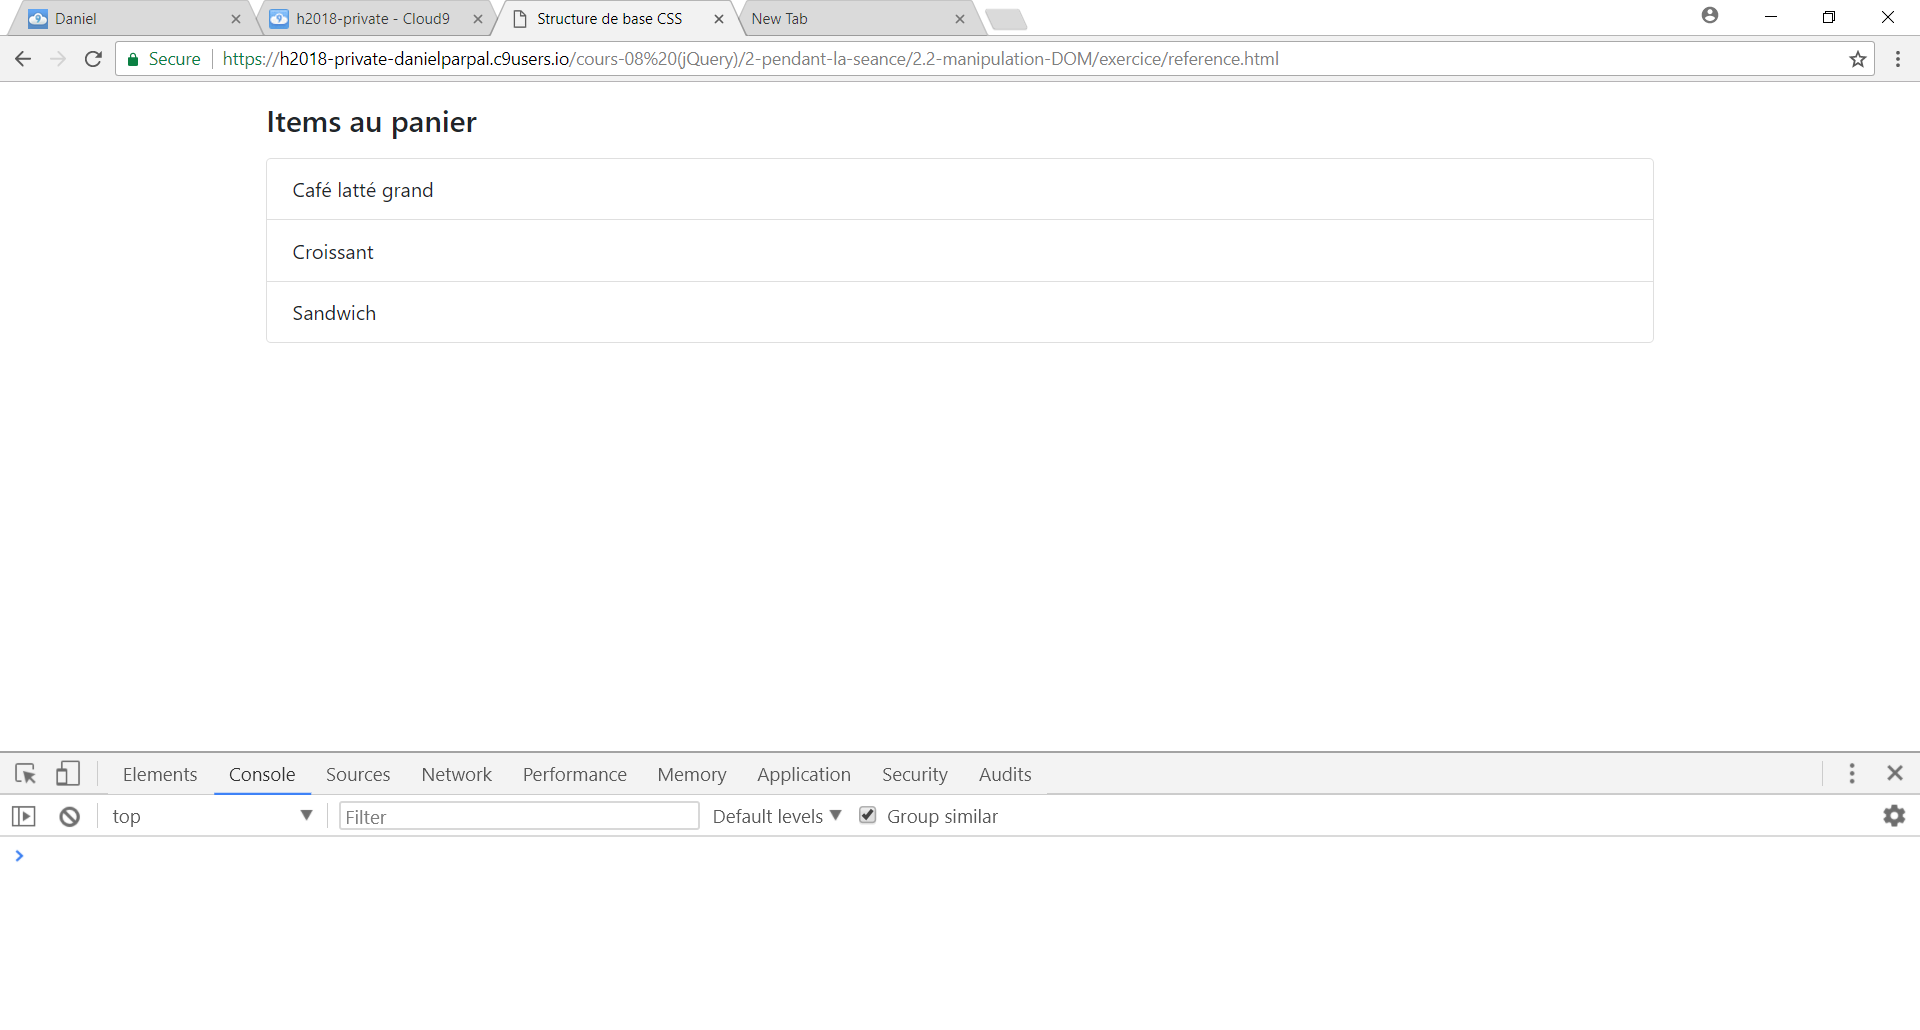 Daniel
h2018-private - Cloud9
Structure de base CSS
New Tab
Secure https://h2018-private-danielparpal.c9users.io/cours-08%20(jQuery)/2-pendant-la-seance/2.2-manipulation-DOM/exercice/reference.html
Items au panier
Café latté grand
Croissant
Sandwich
Elements Console Sources Network Performance Memory Application Security Audits
top Filter Default levels Group similar